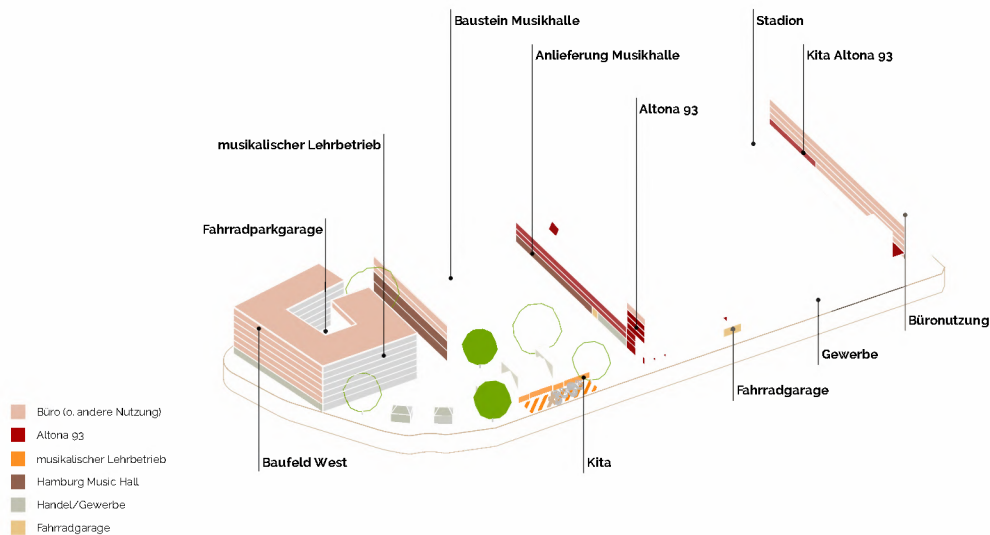 Baustein Musikhalle
Stadion
Anlieferung Musikhalle
Kita Altona 93
Altona 93
musikalischer Lehrbetrieb
Fahrradparkgarage
Büronutzung
Gewerbe
Fahrradgarage
Baufeld West
Kita
Büro (o. andere Nutzung)
Altona 93
musikalischer Lehrbetrieb
Hamburg Music Hall
Handel/Gewerbe
Fahrradgarage